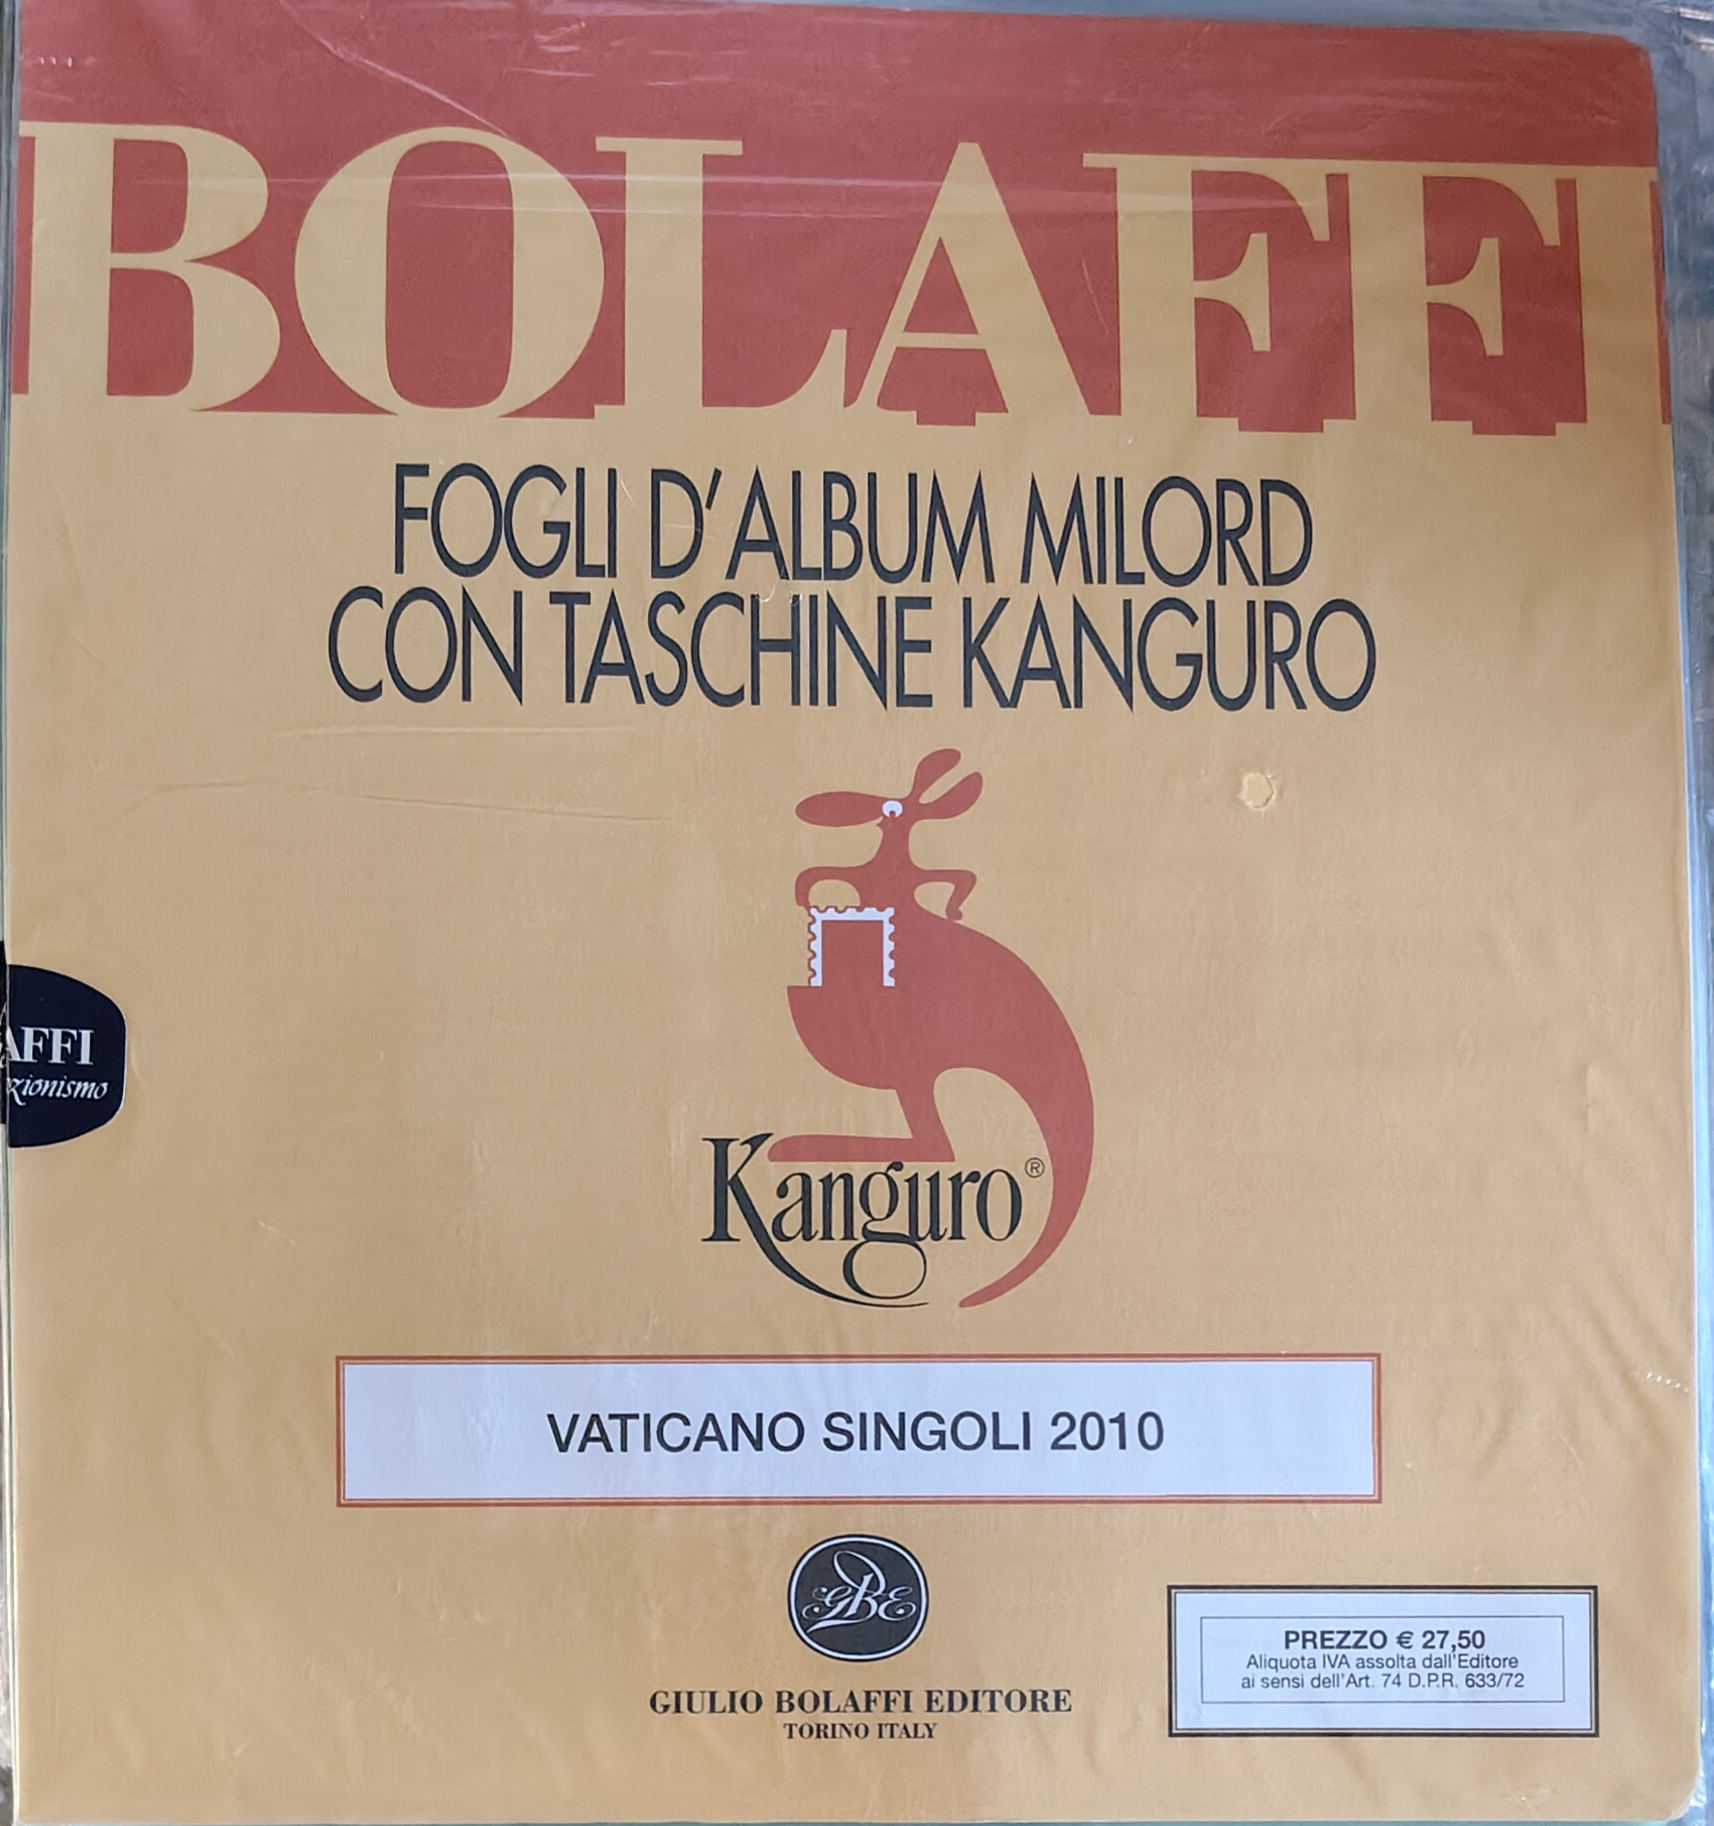 BOLAFFI
FOGLI D'ALBUM MILORD
CON TASCHINE KANGURO
AFFI
zionismo
Kanguro®
VATICANO SINGOLI 2010
GBE
GIULIO BOLAFFI EDITORE
TORINO ITALY
PREZZO € 27,50
Aliquota IVA assolta dall'Editore
ai sensi dell'Art. 74 D.P.R. 633/72